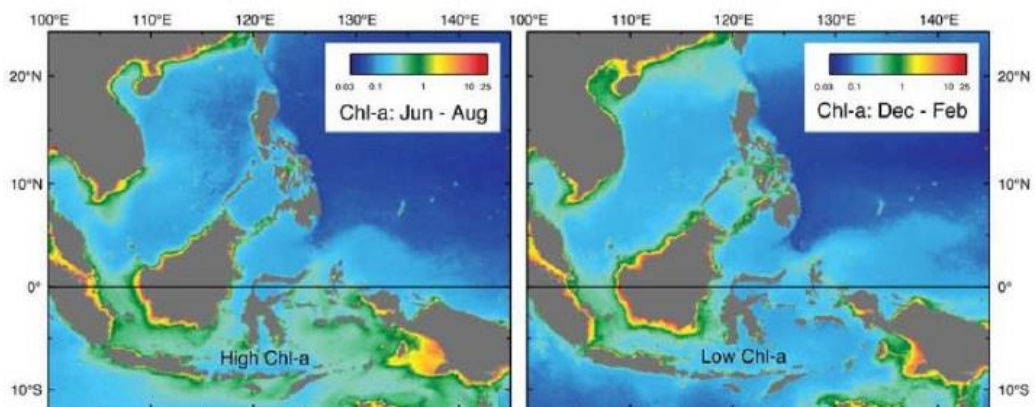 100°E 110°E 120°E 130°E 140°E 100°E 110°E 120°E 130°E 140°E
20°N 20°N
0.03 0.1 1 10 25 0.03 0.1 1 10 25
Chl-a: Jun - Aug Chl-a: Dec - Feb
10°N 10°N
0° 0°
High Chl-a Low Chl-a
10°S 10°S